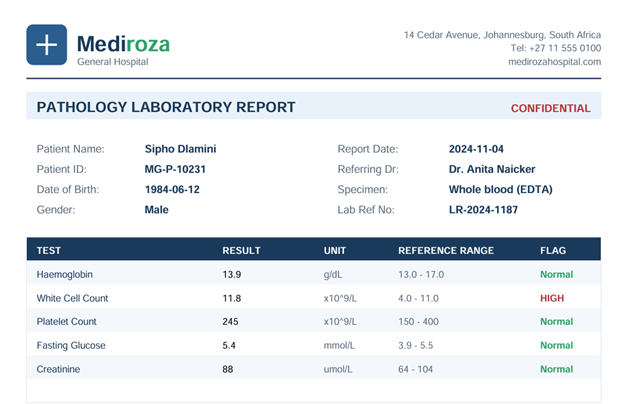 Mediroza
General Hospital
14 Cedar Avenue, Johannesburg, South Africa
Tel: +27 11 555 0100
medirozahospital.com
PATHOLOGY LABORATORY REPORT CONFIDENTIAL
Patient Name: Sipho Dlamini Report Date: 2024-11-04
Patient ID: MG-P-10231 Referring Dr: Dr. Anita Naicker
Date of Birth: 1984-06-12 Specimen: Whole blood (EDTA)
Gender: Male Lab Ref No: LR-2024-1187
TEST RESULT UNIT REFERENCE RANGE FLAG
Haemoglobin 13.9 g/dL 13.0 - 17.0 Normal
White Cell Count 11.8 x10^9/L 4.0 - 11.0 HIGH
Platelet Count 245 x10^9/L 150 - 400 Normal
Fasting Glucose 5.4 mmol/L 3.9 - 5.5 Normal
Creatinine 88 umol/L 64 - 104 Normal